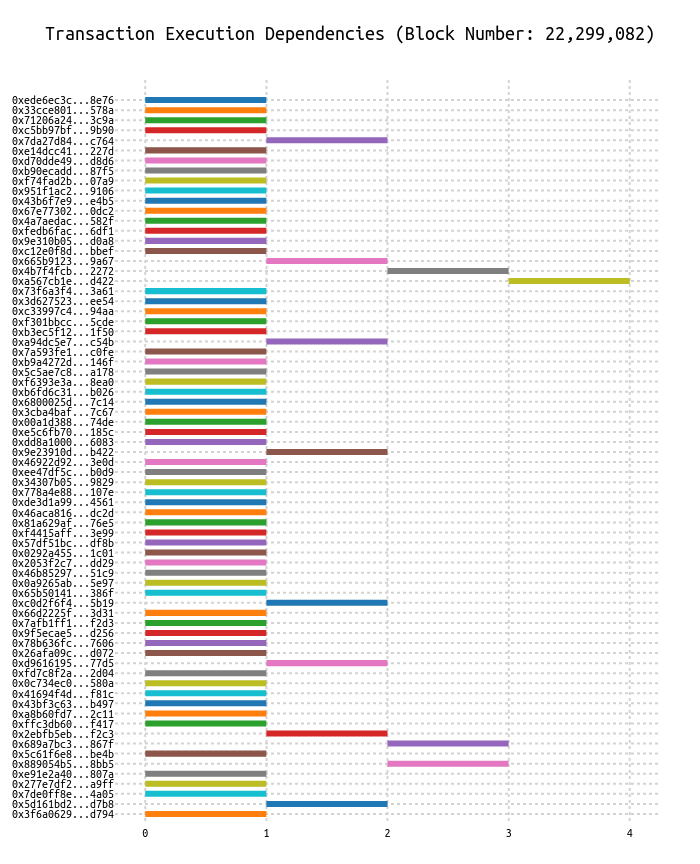 Transaction Execution Dependencies (Block Number: 22,299,082)
0xede6ec3c...8e76
0x33cce801...578a
0x71206a24...3c9a
0xc5bb97bf...9b90
0x7da27d84...c764
0xe14dcc41...227d
0xd70dde49...d8d6
0xb90ecadd...87f5
0xf74fad2b...07a9
0x951f1ac2...9106
0x43b6f7e9...e4b5
0x67e77302...0dc2
0x4a7aedac...582f
0xfedb6fac...6df1
0x9e310b05...d0a8
0xc12e0f8d...bbef
0x665b9123...9a67
0x4b7f4fcb...2272
0xa567cb1e...d422
0x73f6a3f4...3a61
0x3d627523...ee54
0xc33997c4...94aa
0xf301bbcc...5cde
0xb3ec5f12...1f50
0xa94dc5e7...c54b
0x7a593fe1...c0fe
0xb9a4272d...146f
0x5c5ae7c8...a178
0xf6393e3a...8ea0
0xb6fd6c31...b026
0x6800025d...7c14
0x3cba4baf...7c67
0x00a1d388...74de
0xe5c6fb70...185c
0xdd8a1000...6083
0x9e23910d...b422
0x46922d92...3e0d
0xee47df5c...b0d9
0x34307b05...9829
0x778a4e88...107e
0xde3d1a99...4561
0x46aca816...dc2d
0x81a629af...76e5
0xf4415aff...3e99
0x57df51bc...df8b
0x0292a455...1c01
0x2053f2c7...dd29
0x46b85297...51c9
0x0a9265ab...5e97
0x65b50141...386f
0xc0d2f6f4...5b19
0x66d2225f...3d31
0x7afb1ff1...f2d3
0x9f5ecae5...d256
0x78b636fc...7606
0x26afa09c...d072
0xd9616195...77d5
0xfd7c8f2a...2d04
0x0c734ec0...580a
0x41694f4d...f81c
0x43bf3c63...b497
0xa8b60fd7...2c11
0xffc3db60...f417
0x2ebfb5eb...f2c3
0x689a7bc3...867f
0x5c61f6e8...be4b
0x889054b5...8bb5
0xe91e2a40...807a
0x277e7df2...a9ff
0x7de0ff8e...4a05
0x5d161bd2...d7b8
0x3f6a0629...d794
0 1 2 3 4